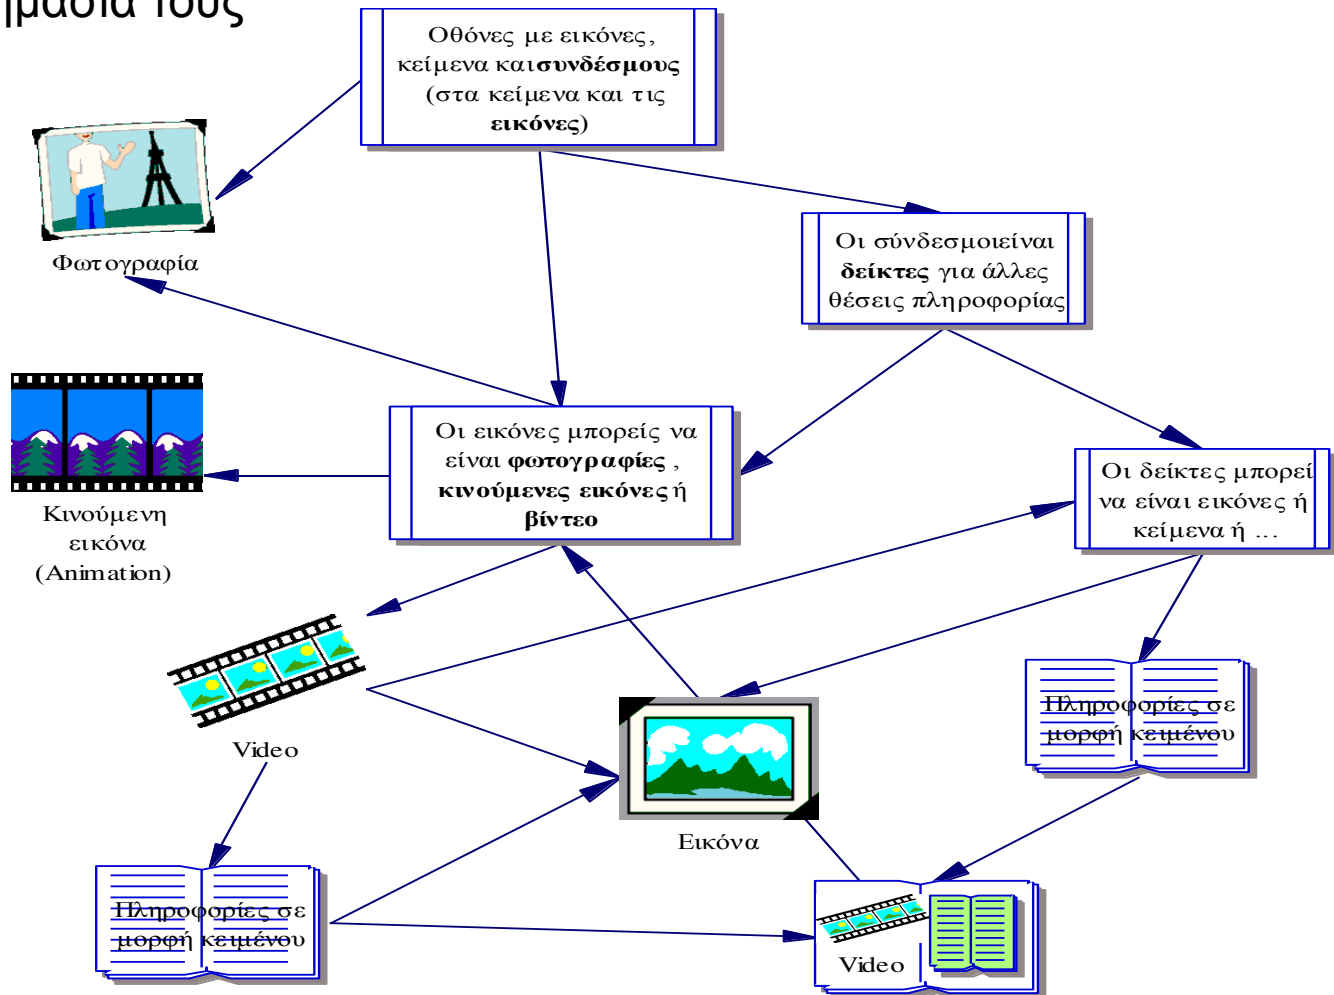 ημασία τους
Οθόνες με εικόνες,
κείμενα καισυνδέσμους
(στα κείμενα και τις
εικόνες)
Φωτογραφία
Οι σύνδεσμοιείναι
δείκτες για άλλες
θέσεις πληροφορίας
Οι εικόνες μπορείς να
είναι φωτογραφίες ,
κινούμενες εικόνες ή
βίντεο
Οι δείκτες μπορεί
να είναι εικόνες ή
κείμενα ή ...
Κινούμενη
εικόνα
(Animation)
Πληροφορίες σε
μορφή κειμένου
Video
Εικόνα
Πληροφορίες σε
μορφή κειμένου
Video